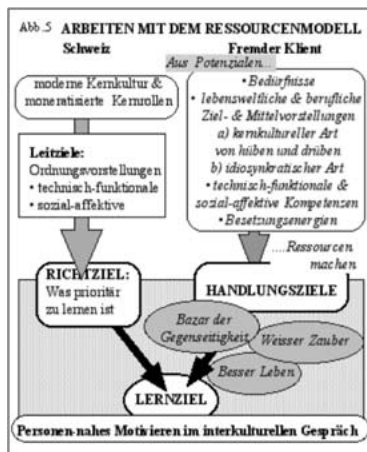 Abb.5 ARBEITEN MIT DEM RESSOURCENMODELL
Schweiz
Fremder Klient
Aus Potenzialen...
moderne Kernkultur &
monetarisierte Kernrollen
Leitziele:
Ordnungsvorstellungen
• technisch-funktionale
• sozial-affektive
• Bedürfnisse
• lebensweltliche & berufliche
Ziel- & Mittelvorstellungen
a) kernkultureller Art
von hüben und drüben
b) idiosynkratischer Art
• technisch-funktionale &
sozial-affektive Kompetenzen
• Besetzungsenergien
....Ressourcen
machen
RICHTZIEL:
Was prioritär
zu lernen ist
HANDLUNGSZIELE
Bazar der
Gegenseitigkeit
Weisser Zauber
Besser Leben
LERNZIEL
Personen-nahes Motivieren im interkulturellen Gespräch